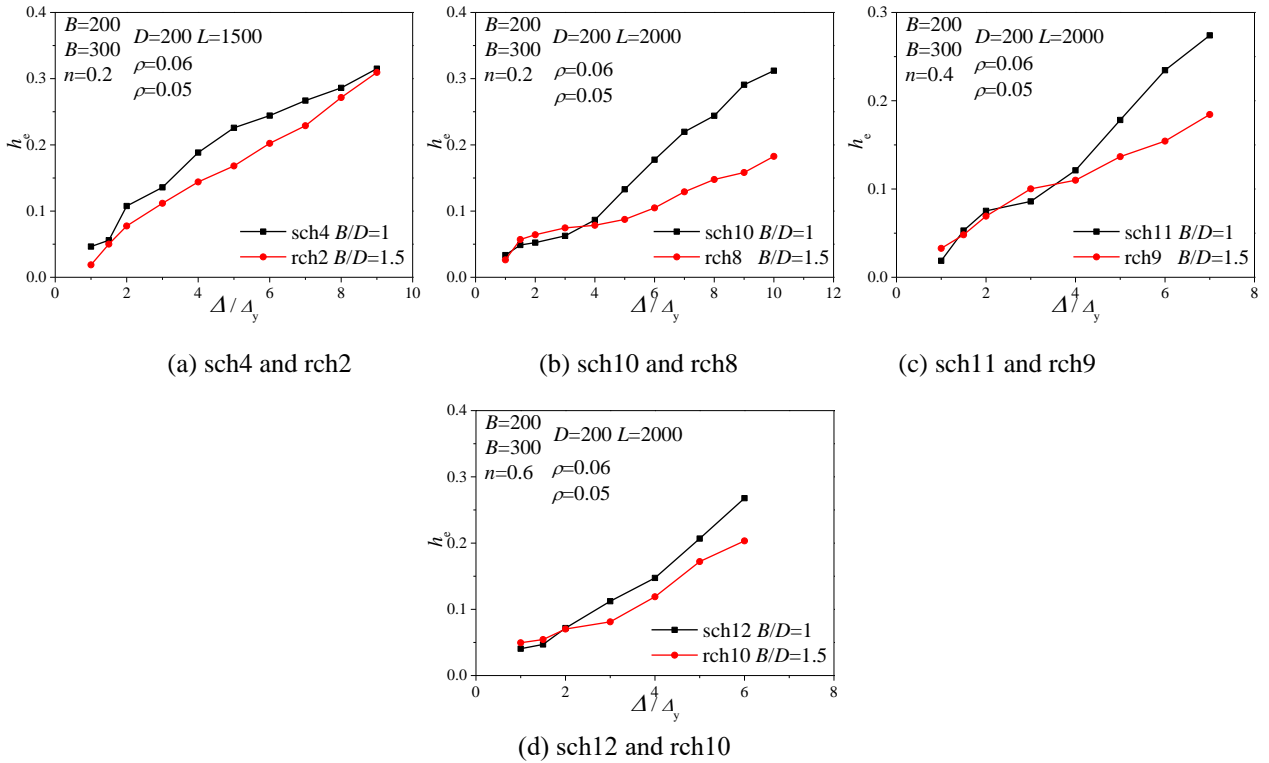 B=200
B=300
n=0.2
D=200 L=1500
ρ=0.06
ρ=0.05
0.4
0.3
0.2
0.1
0.0
h_e
sch4 B/D=1
rch2 B/D=1.5
0 2 4 6 8 10
Δ/Δ_y
(a) sch4 and rch2
B=200
B=300
n=0.2
D=200 L=2000
ρ=0.06
ρ=0.05
0.4
0.3
0.2
0.1
0.0
h_e
sch10 B/D=1
rch8 B/D=1.5
0 2 4 6 8 10 12
Δ/Δ_y
(b) sch10 and rch8
B=200
B=300
n=0.4
D=200 L=2000
ρ=0.06
ρ=0.05
0.3
0.2
0.1
0.0
h_e
sch11 B/D=1
rch9 B/D=1.5
0 2 4 6 8
Δ/Δ_y
(c) sch11 and rch9
B=200
B=300
n=0.6
D=200 L=2000
ρ=0.06
ρ=0.05
0.4
0.3
0.2
0.1
0.0
h_e
sch12 B/D=1
rch10 B/D=1.5
0 2 4 6 8
Δ/Δ_y
(d) sch12 and rch10